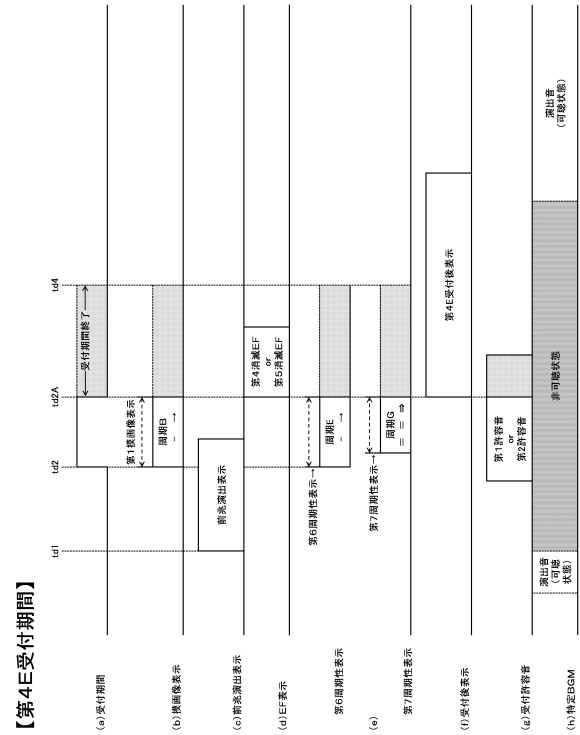 【第4E受付期間】
td1
td2
td2A
td4
(a)受付期間
受付期間終了
(b)摸画像表示
第1摸画像表示
周期B
－ →
(c)前兆演出表示
前兆演出表示
(d)EF表示
第4消滅EF
or
第5消滅EF
第6周期性表示
第6周期性表示→
周期E
－ →
(e)
第7周期性表示
第7周期性表示→
周期G
＝ ＝ ⇒
(f)受付後表示
第4E受付後表示
(g)受付許容音
第1許容音
or
第2許容音
(h)特定BGM
演出音
(可聴
状態)
非可聴状態
演出音
(可聴状態)